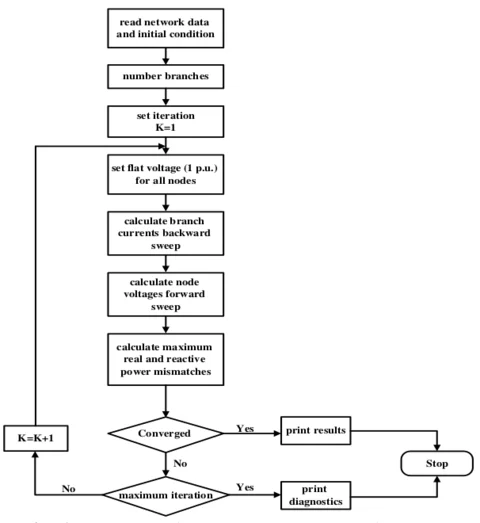 read network data
and initial condition
number branches
set iteration
K=1
set flat voltage (1 p.u.)
for all nodes
calculate branch
currents backward
sweep
calculate node
voltages forward
sweep
calculate maximum
real and reactive
power mismatches
Converged
Yes
print results
K=K+1
No
Stop
maximum iteration
No
Yes
print
diagnostics